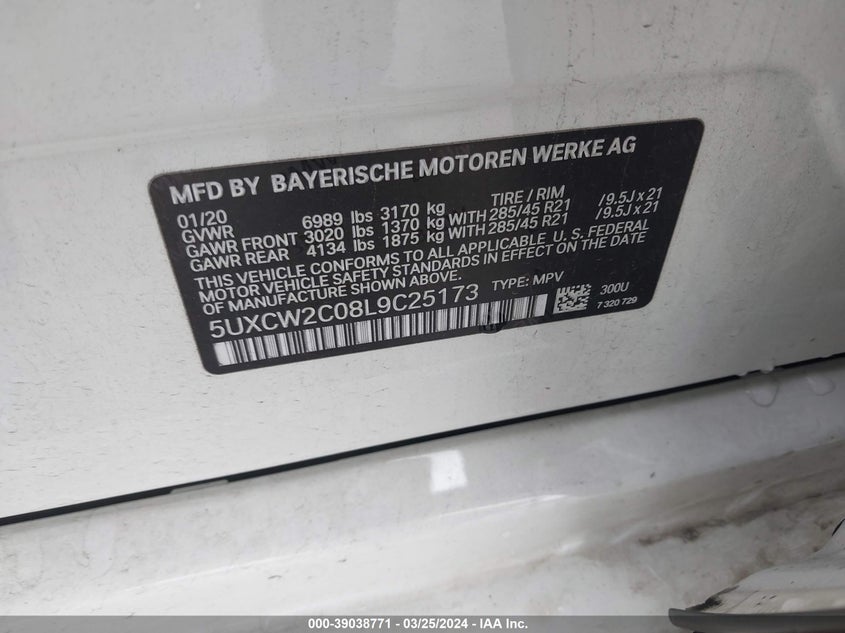 MFD BY BAYERISCHE MOTOREN WERKE AG
01/20 TIRE / RIM
GVWR 6989 lbs 3170 kg
GAWR FRONT 3020 lbs 1370 kg WITH 285/45 R21 /9.5J x 21
GAWR REAR 4134 lbs 1875 kg WITH 285/45 R21 /9.5J x 21
THIS VEHICLE CONFORMS TO ALL APPLICABLE U. S. FEDERAL
MOTOR VEHICLE SAFETY STANDARDS IN EFFECT ON THE DATE
OF MANUFACTURE SHOWN ABOVE.
5UXCW2C08L9C25173 TYPE: MPV 300U
7 320 729
000-39038771 / 03/25/2024 — IAA Inc.